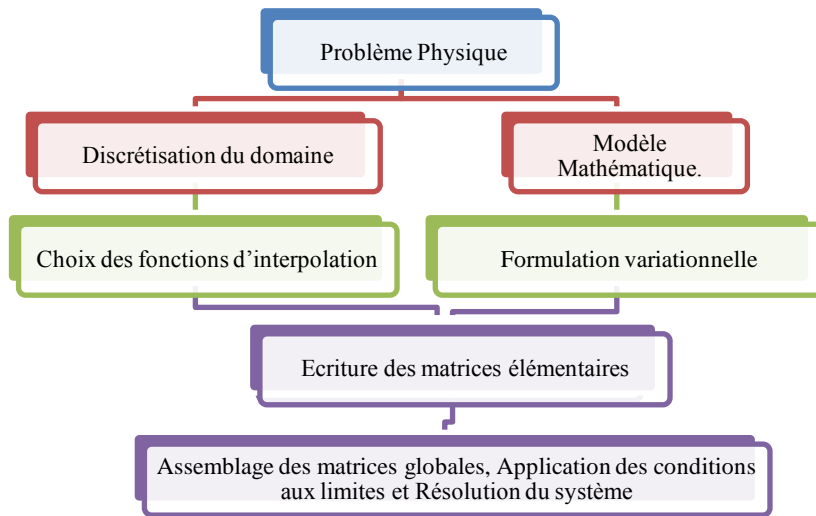 Problème Physique
Discrétisation du domaine
Modèle
Mathématique.
Choix des fonctions d'interpolation
Formulation variationnelle
Ecriture des matrices élémentaires
Assemblage des matrices globales, Application des conditions
aux limites et Résolution du système